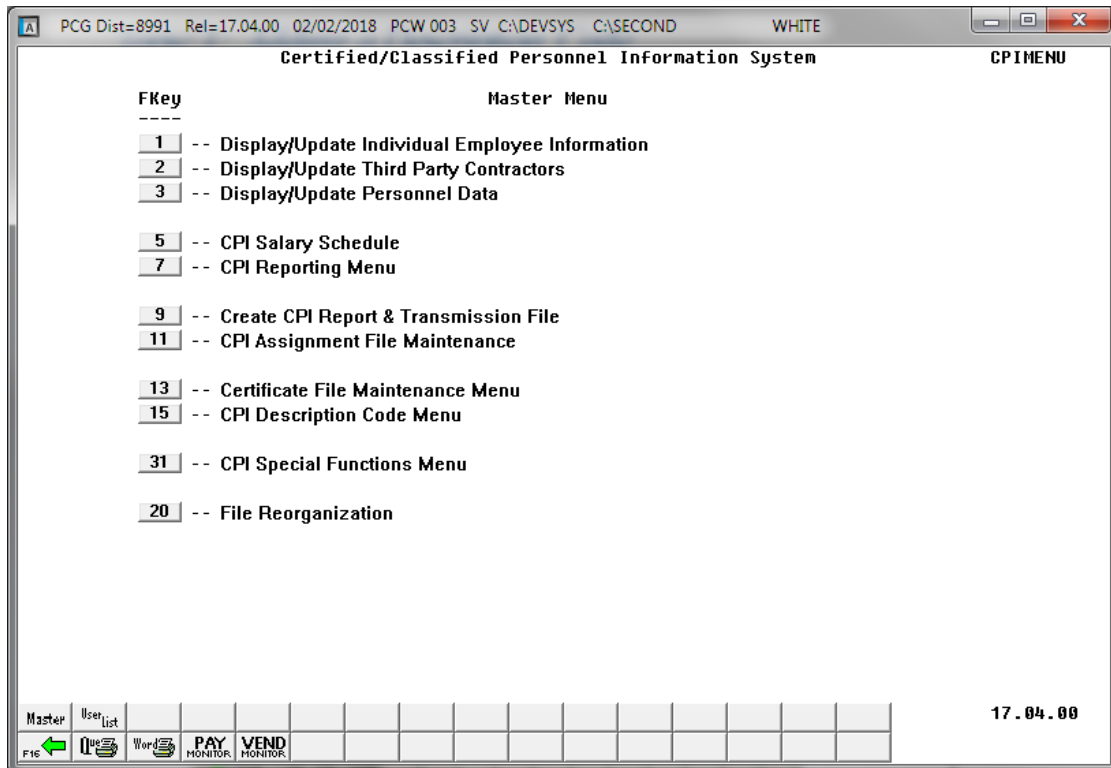 A PCG Dist=8991 Rel=17.04.00 02/02/2018 PCW 003 SV C:\DEVSYS C:\SECOND WHITE
Certified/Classified Personnel Information System CPIMENU
FKey Master Menu
----
1 -- Display/Update Individual Employee Information
2 -- Display/Update Third Party Contractors
3 -- Display/Update Personnel Data
5 -- CPI Salary Schedule
7 -- CPI Reporting Menu
9 -- Create CPI Report & Transmission File
11 -- CPI Assignment File Maintenance
13 -- Certificate File Maintenance Menu
15 -- CPI Description Code Menu
31 -- CPI Special Functions Menu
20 -- File Reorganization
Master User List 17.04.00
F16 Que Word PAY MONITOR VEND MONITOR